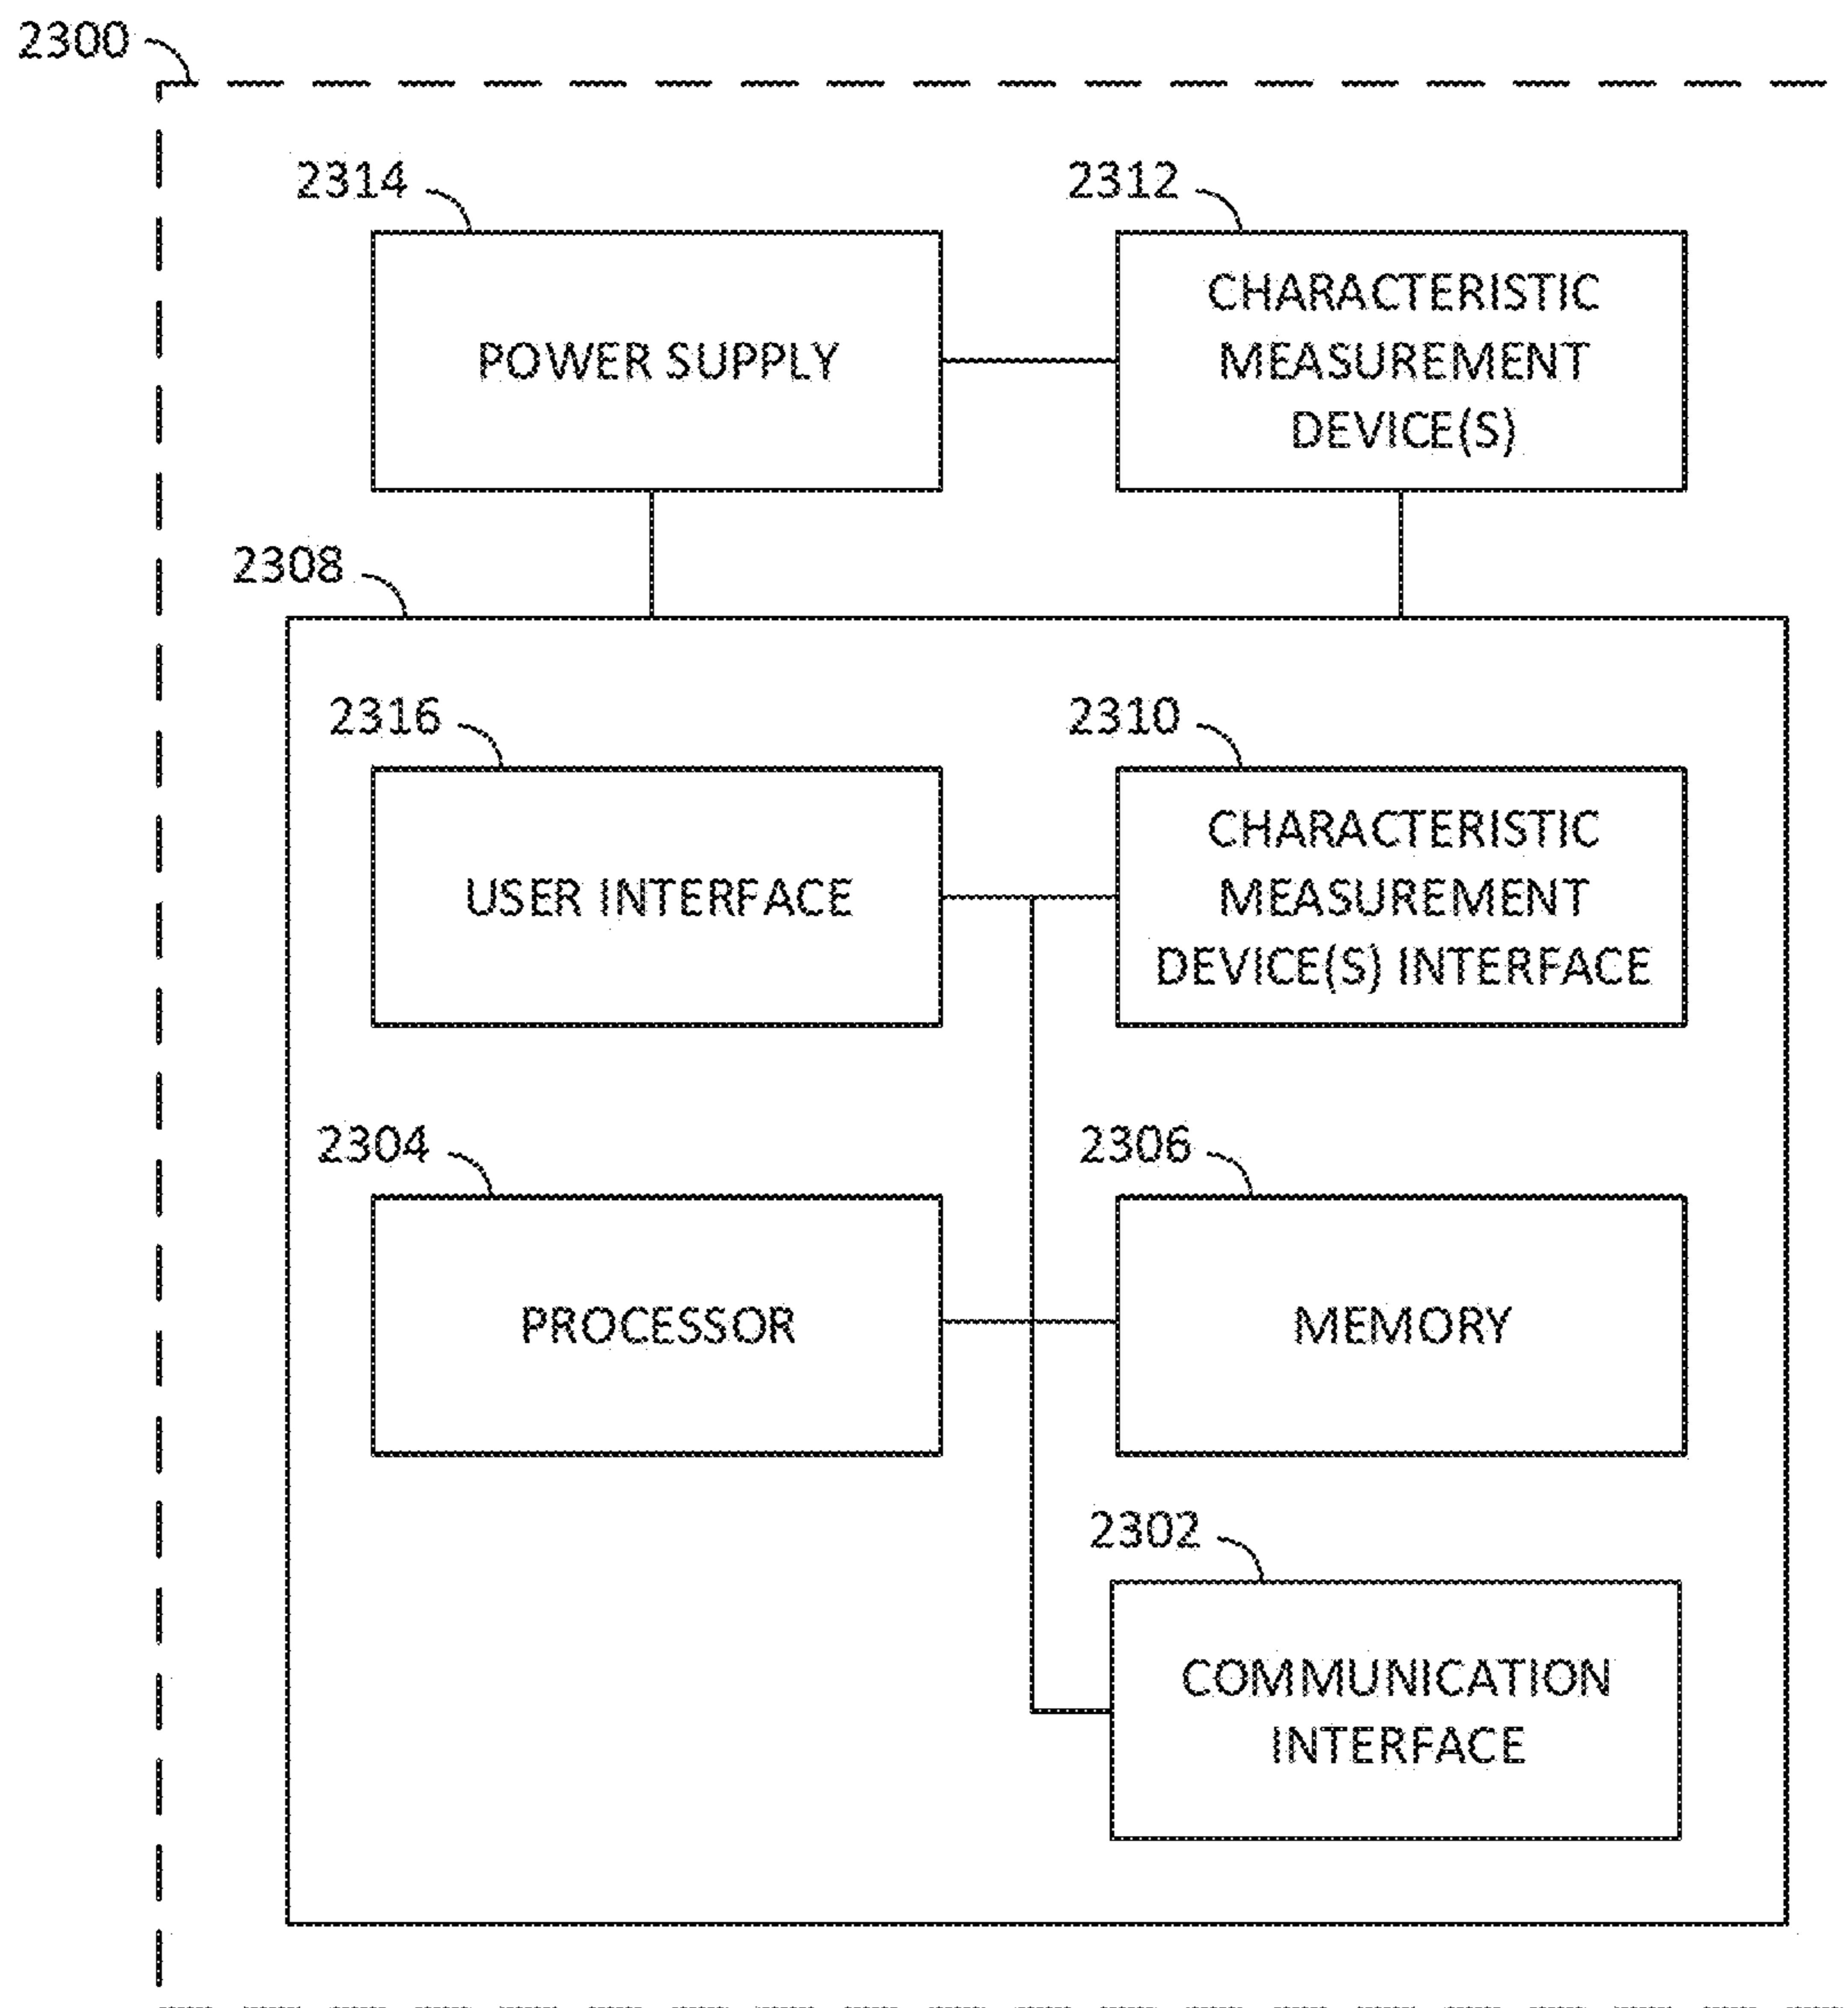 2300
2314
2312
POWER SUPPLY
CHARACTERISTIC
MEASUREMENT
DEVICE(S)
2308
2316
2310
USER INTERFACE
CHARACTERISTIC
MEASUREMENT
DEVICE(S) INTERFACE
2304
2306
PROCESSOR
MEMORY
2302
COMMUNICATION
INTERFACE